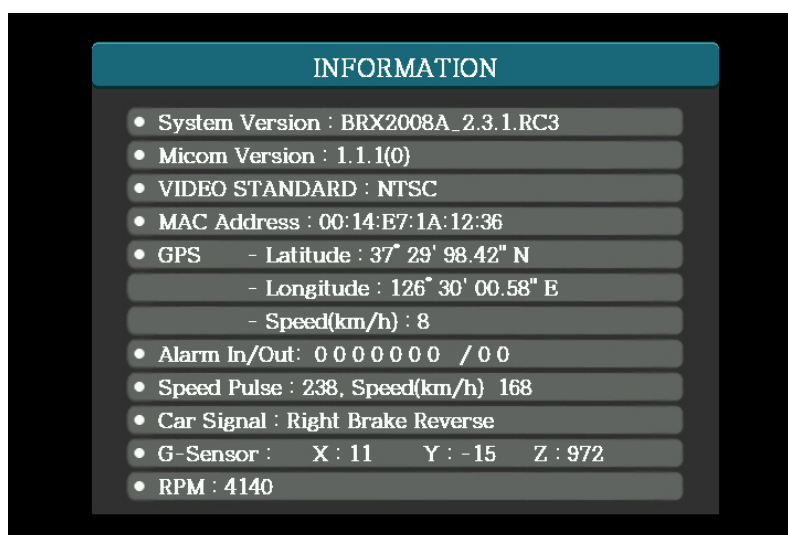 INFORMATION
System Version : BRX2008A_2.3.1.RC3
Micom Version : 1.1.1(0)
VIDEO STANDARD : NTSC
MAC Address : 00:14:E7:1A:12:36
GPS - Latitude : 37° 29' 98.42" N
- Longitude : 126° 30' 00.58" E
- Speed(km/h) : 8
Alarm In/Out: 0 0 0 0 0 0 0 / 0 0
Speed Pulse : 238, Speed(km/h) 168
Car Signal : Right Brake Reverse
G-Sensor : X : 11 Y : -15 Z : 972
RPM : 4140